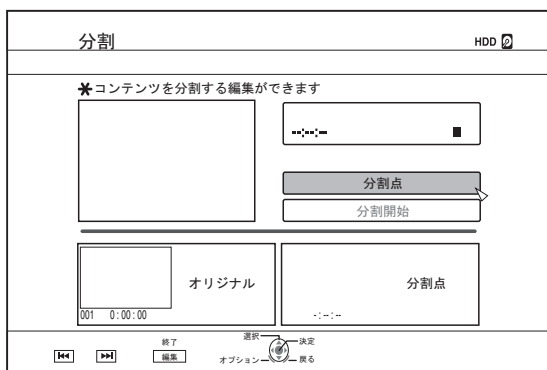 分割
HDD
✱コンテンツを分割する編集ができます
--:--:--
分割点
分割開始
オリジナル
001 0:00:00
分割点
-:--:--
終了
編集
選択
決定
オプション
戻る